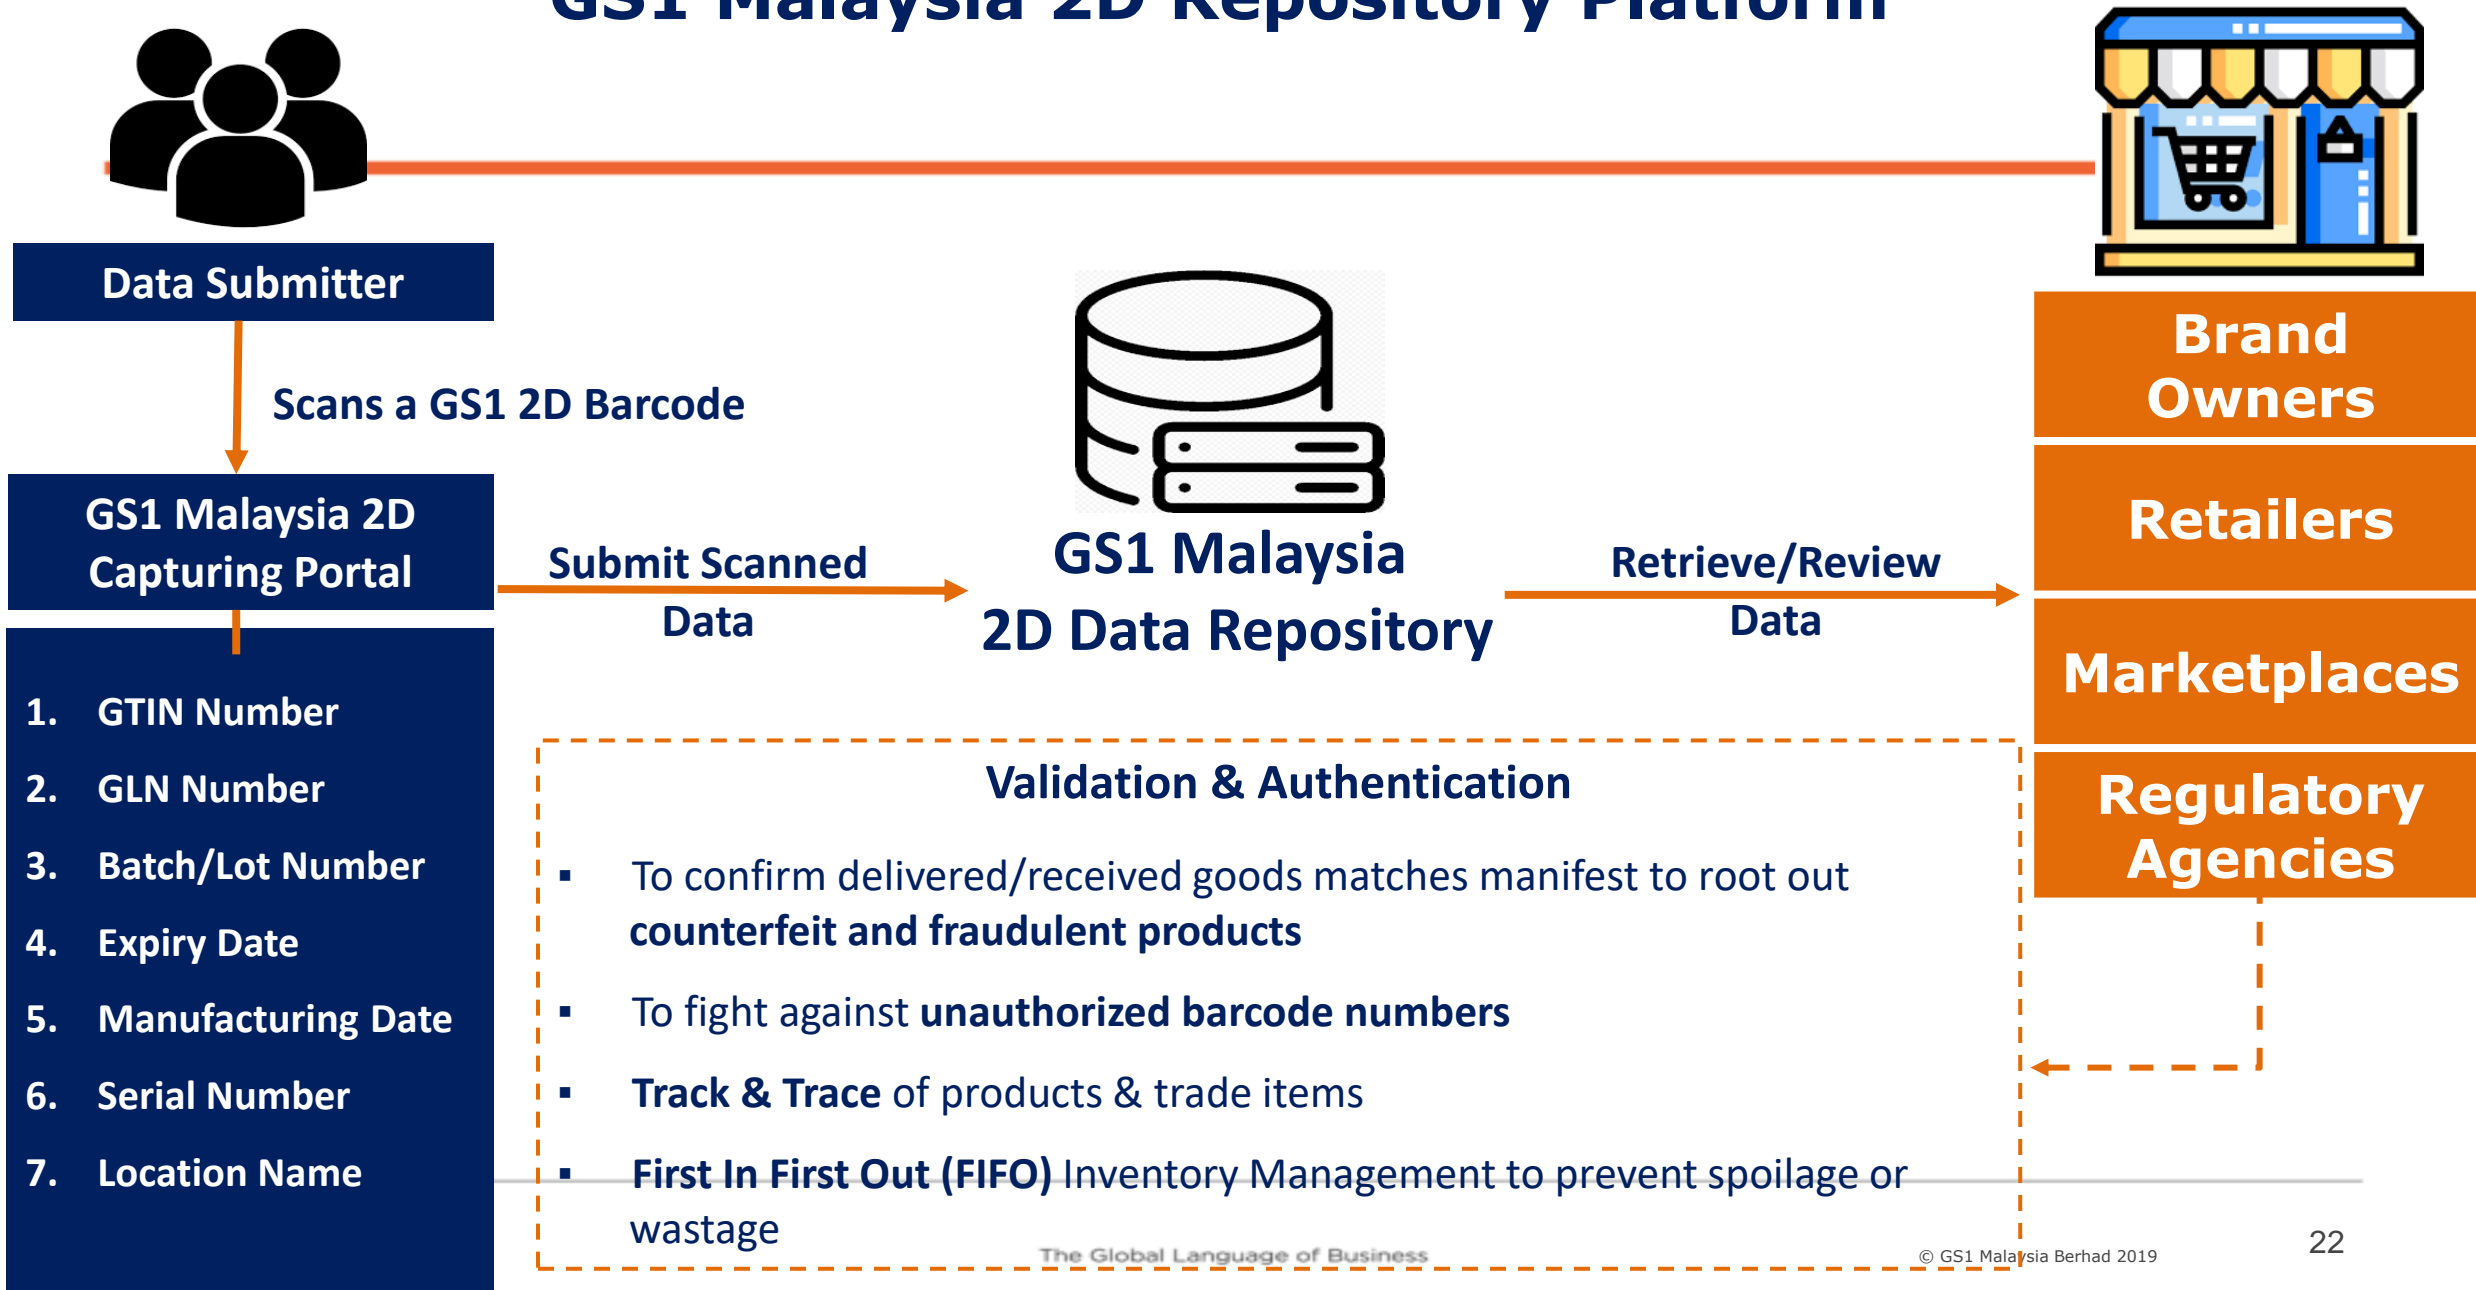 GS1 Malaysia 2D Repository Platform
Data Submitter
Scans a GS1 2D Barcode
GS1 Malaysia 2D
Capturing Portal
1. GTIN Number
2. GLN Number
3. Batch/Lot Number
4. Expiry Date
5. Manufacturing Date
6. Serial Number
7. Location Name
Submit Scanned
Data
GS1 Malaysia
2D Data Repository
Retrieve/Review
Data
Brand
Owners
Retailers
Marketplaces
Regulatory
Agencies
Validation & Authentication
▪ To confirm delivered/received goods matches manifest to root out
counterfeit and fraudulent products
▪ To fight against unauthorized barcode numbers
▪ Track & Trace of products & trade items
▪ First In First Out (FIFO) Inventory Management to prevent spoilage or
wastage
The Global Language of Business
© GS1 Malaysia Berhad 2019
22